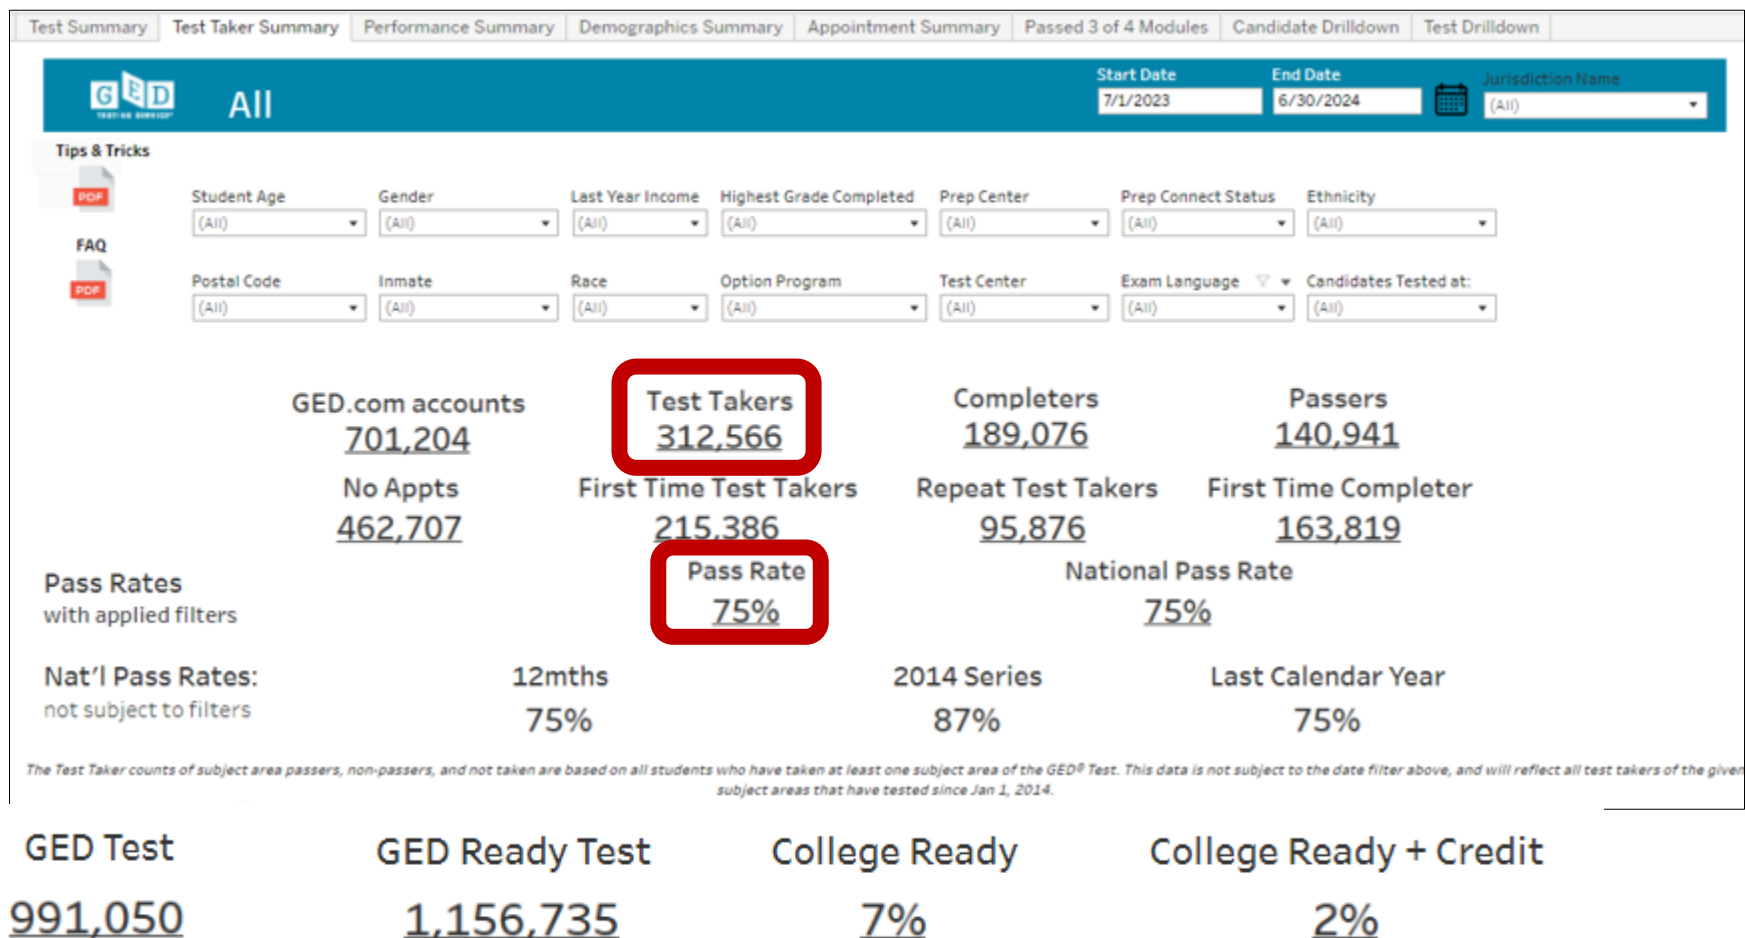 Test Summary Test Taker Summary Performance Summary Demographics Summary Appointment Summary Passed 3 of 4 Modules Candidate Drilldown Test Drilldown
GED
TESTING SERVICE
All
Start Date End Date Jurisdiction Name
7/1/2023 6/30/2024 (All)
Tips & Tricks
PDF
FAQ
PDF
Student Age Gender Last Year Income Highest Grade Completed Prep Center Prep Connect Status Ethnicity
(All) (All) (All) (All) (All) (All) (All)
Postal Code Inmate Race Option Program Test Center Exam Language Candidates Tested at:
(All) (All) (All) (All) (All) (All) (All)
GED.com accounts Test Takers Completers Passers
701,204 312,566 189,076 140,941
No Appts First Time Test Takers Repeat Test Takers First Time Completer
462,707 215,386 95,876 163,819
Pass Rates
with applied filters
Pass Rate National Pass Rate
75% 75%
Nat'l Pass Rates:
not subject to filters
12mths 2014 Series Last Calendar Year
75% 87% 75%
The Test Taker counts of subject area passers, non-passers, and not taken are based on all students who have taken at least one subject area of the GED® Test. This data is not subject to the date filter above, and will reflect all test takers of the given
subject areas that have tested since Jan 1, 2014.
GED Test GED Ready Test College Ready College Ready + Credit
991,050 1,156,735 7% 2%